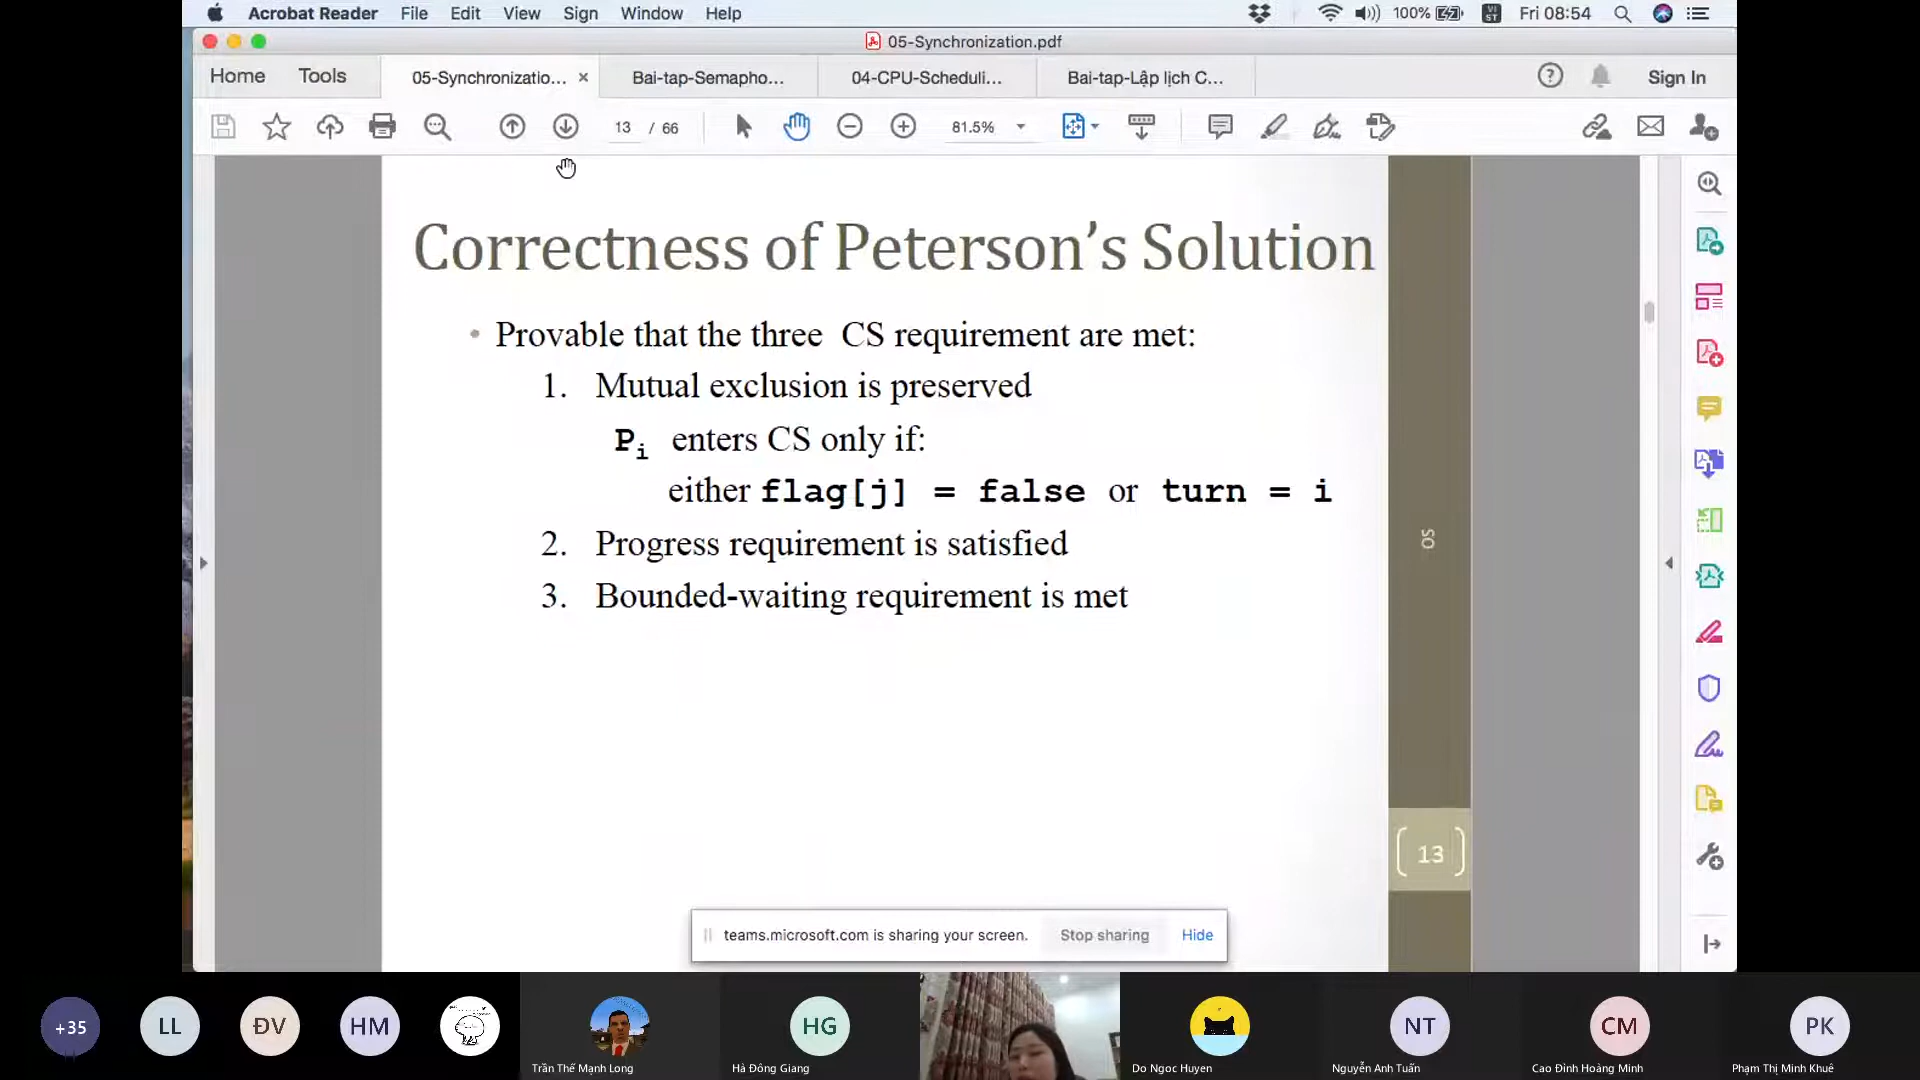 Acrobat Reader File Edit View Sign Window Help 100% VI ST Fri 08:54
05-Synchronization.pdf
Home Tools 05-Synchronizatio... × Bai-tap-Semapho... 04-CPU-Scheduli... Bai-tap-Lập lịch C... Sign In
13 / 66 81.5%
Correctness of Peterson’s Solution
• Provable that the three CS requirement are met:
1. Mutual exclusion is preserved
Pi enters CS only if:
either flag[j] = false or turn = i
2. Progress requirement is satisfied
3. Bounded-waiting requirement is met
OS
13
teams.microsoft.com is sharing your screen. Stop sharing Hide
+35 LL ĐV HM HG NT CM PK
Trần Thế Mạnh Long Hà Đông Giang Do Ngoc Huyen Nguyễn Anh Tuấn Cao Đình Hoàng Minh Phạm Thị Minh Khuê